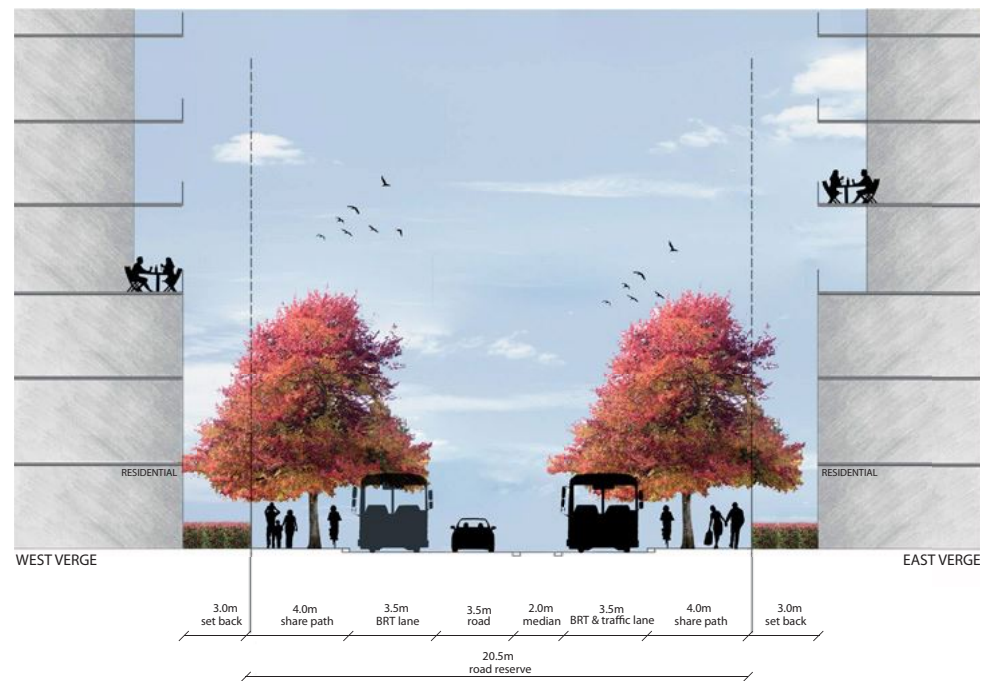 RESIDENTIAL
RESIDENTIAL
WEST VERGE
EAST VERGE
3.0m
set back
4.0m
share path
3.5m
BRT lane
3.5m
road
2.0m
median
3.5m
BRT & traffic lane
4.0m
share path
3.0m
set back
20.5m
road reserve